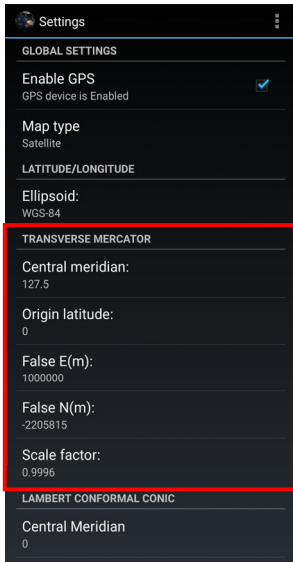 Settings
GLOBAL SETTINGS
Enable GPS
GPS device is Enabled
Map type
Satellite
LATITUDE/LONGITUDE
Ellipsoid:
WGS-84
TRANSVERSE MERCATOR
Central meridian:
127.5
Origin latitude:
0
False E(m):
1000000
False N(m):
-2205815
Scale factor:
0.9996
LAMBERT CONFORMAL CONIC
Central Meridian
0